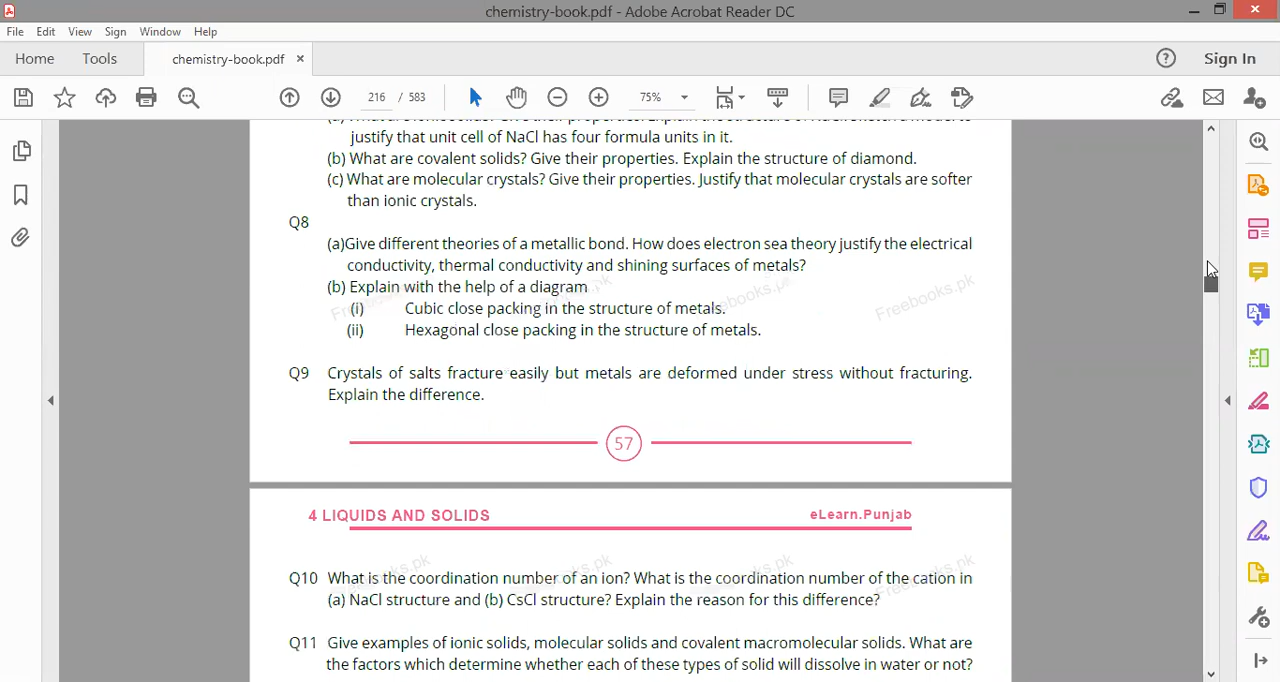 chemistry-book.pdf - Adobe Acrobat Reader DC
File Edit View Sign Window Help
Home Tools chemistry-book.pdf ×
Sign In
216 / 583 75%
justify that unit cell of NaCl has four formula units in it.
(b) What are covalent solids? Give their properties. Explain the structure of diamond.
(c) What are molecular crystals? Give their properties. Justify that molecular crystals are softer
than ionic crystals.
Q8
(a)Give different theories of a metallic bond. How does electron sea theory justify the electrical
conductivity, thermal conductivity and shining surfaces of metals?
(b) Explain with the help of a diagram
(i) Cubic close packing in the structure of metals.
(ii) Hexagonal close packing in the structure of metals.
Freebooks.pk
Q9 Crystals of salts fracture easily but metals are deformed under stress without fracturing.
Explain the difference.
57
4 LIQUIDS AND SOLIDS eLearn.Punjab
Q10 What is the coordination number of an ion? What is the coordination number of the cation in
(a) NaCl structure and (b) CsCl structure? Explain the reason for this difference?
Q11 Give examples of ionic solids, molecular solids and covalent macromolecular solids. What are
the factors which determine whether each of these types of solid will dissolve in water or not?